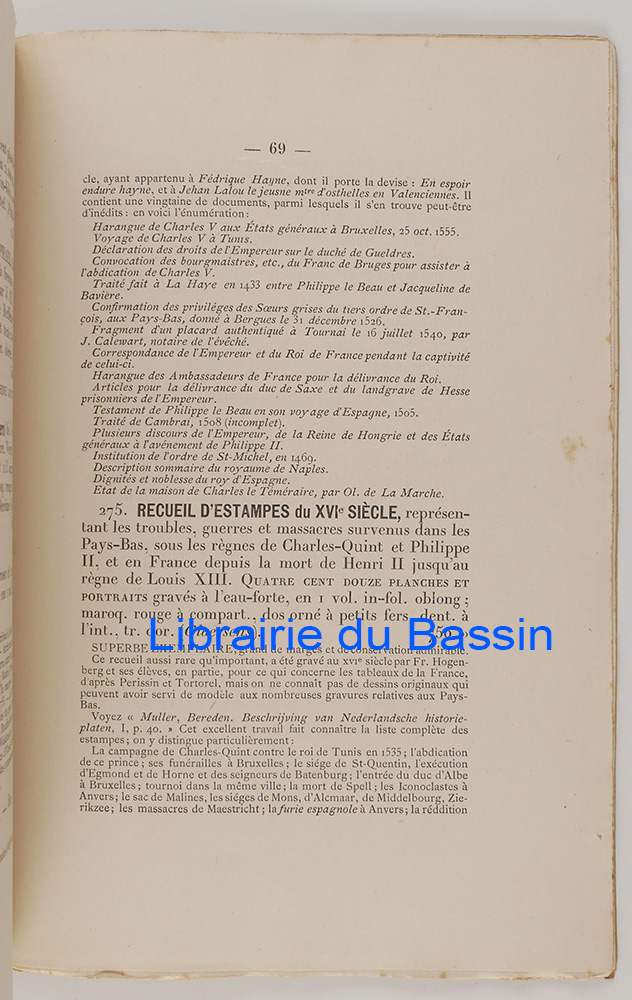 — 69 —
cle, ayant appartenu à Fédrique Hayne, dont il porte la devise : En espoir
endure hayne, et à Jehan Lalou le jeusne mtre d'osthelles en Valenciennes. Il
contient une vingtaine de documents, parmi lesquels il s'en trouve peut-être
d'inédits : en voici l'énumération :
Harangue de Charles V aux États généraux à Bruxelles, 25 oct. 1555.
Voyage de Charles V à Tunis.
Déclaration des droits de l'Empereur sur le duché de Gueldres.
Convocation des bourgmaistres, etc., du Franc de Bruges pour assister à
l'abdication de Charles V.
Traité fait à La Haye en 1433 entre Philippe le Beau et Jacqueline de
Bavière.
Confirmation des priviléges des Sœurs grises du tiers ordre de St.-Fran-
çois, aux Pays-Bas, donné à Bergues le 31 décembre 1526.
Fragment d'un placard authentiqué à Tournai le 16 juillet 1540, par
J. Calewart, notaire de l'évéché.
Correspondance de l'Empereur et du Roi de France pendant la captivité
de celui-ci.
Harangue des Ambassadeurs de France pour la délivrance du Roi.
Articles pour la délivrance du duc de Saxe et du landgrave de Hesse
prisonniers de l'Empereur.
Testament de Philippe le Beau en son voyage d'Espagne, 1505.
Traité de Cambrai, 1508 (incomplet).
Plusieurs discours de l'Empereur, de la Reine de Hongrie et des États
généraux à l'avénement de Philippe II.
Institution de l'ordre de St-Michel, en 1469.
Description sommaire du royaume de Naples.
Dignités et noblesse du roy d'Espagne.
Etat de la maison de Charles le Téméraire, par Ol. de La Marche.
275. RECUEIL D'ESTAMPES du XVIe SIÈCLE, représen-
tant les troubles, guerres et massacres survenus dans les
Pays-Bas, sous les règnes de Charles-Quint et Philippe
II, et en France depuis la mort de Henri II jusqu'au
règne de Louis XIII. QUATRE CENT DOUZE PLANCHES ET
PORTRAITS gravés à l'eau-forte, en 1 vol. in-fol. oblong ;
maroq. rouge à compart., dos orné à petits fers, dent. à
l'int., tr. dor.
Librairie du Bassin
SUPERBE EXEMPLAIRE, grand de marges et de conservation admirable.
Ce recueil aussi rare qu'important, a été gravé au XVIe siècle par Fr. Hogen-
berg et ses élèves, en partie, pour ce qui concerne les tableaux de la France,
d'après Perissin et Tortorel, mais on ne connaît pas de dessins originaux qui
peuvent avoir servi de modèle aux nombreuses gravures relatives aux Pays-
Bas.
Voyez « Muller, Bereden. Beschrijving van Nederlandsche historie-
platen, I, p. 40. » Cet excellent travail fait connaître la liste complète des
estampes ; on y distingue particulièrement :
La campagne de Charles-Quint contre le roi de Tunis en 1535 ; l'abdication
de ce prince ; ses funérailles à Bruxelles ; le siége de St-Quentin, l'exécution
d'Egmond et de Horne et des seigneurs de Batenburg ; l'entrée du duc d'Albe
à Bruxelles ; tournoi dans la même ville ; la mort de Spell ; les Iconoclastes à
Anvers ; le sac de Malines, les siéges de Mons, d'Alcmaar, de Middelbourg, Zie-
rikzee ; les massacres de Maestricht ; la furie espagnole à Anvers ; la réddition